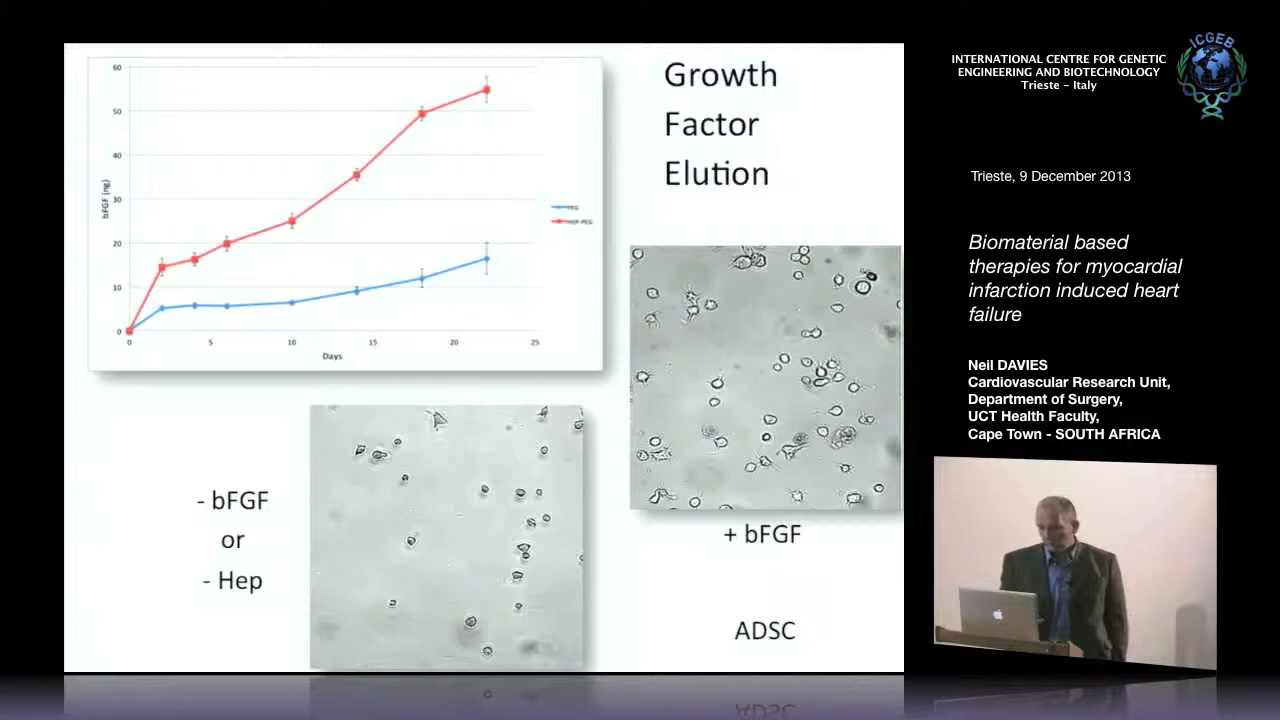 Growth
Factor
Elution
60
50
40
30
20
10
0
bFGF (ng)
0
5
10
15
20
25
Days
PEG
HEP-PEG
- bFGF
or
- Hep
+ bFGF
ADSC
INTERNATIONAL CENTRE FOR GENETIC
ENGINEERING AND BIOTECHNOLOGY
Trieste – Italy
ICGEB
Trieste, 9 December 2013
Biomaterial based
therapies for myocardial
infarction induced heart
failure
Neil DAVIES
Cardiovascular Research Unit,
Department of Surgery,
UCT Health Faculty,
Cape Town - SOUTH AFRICA